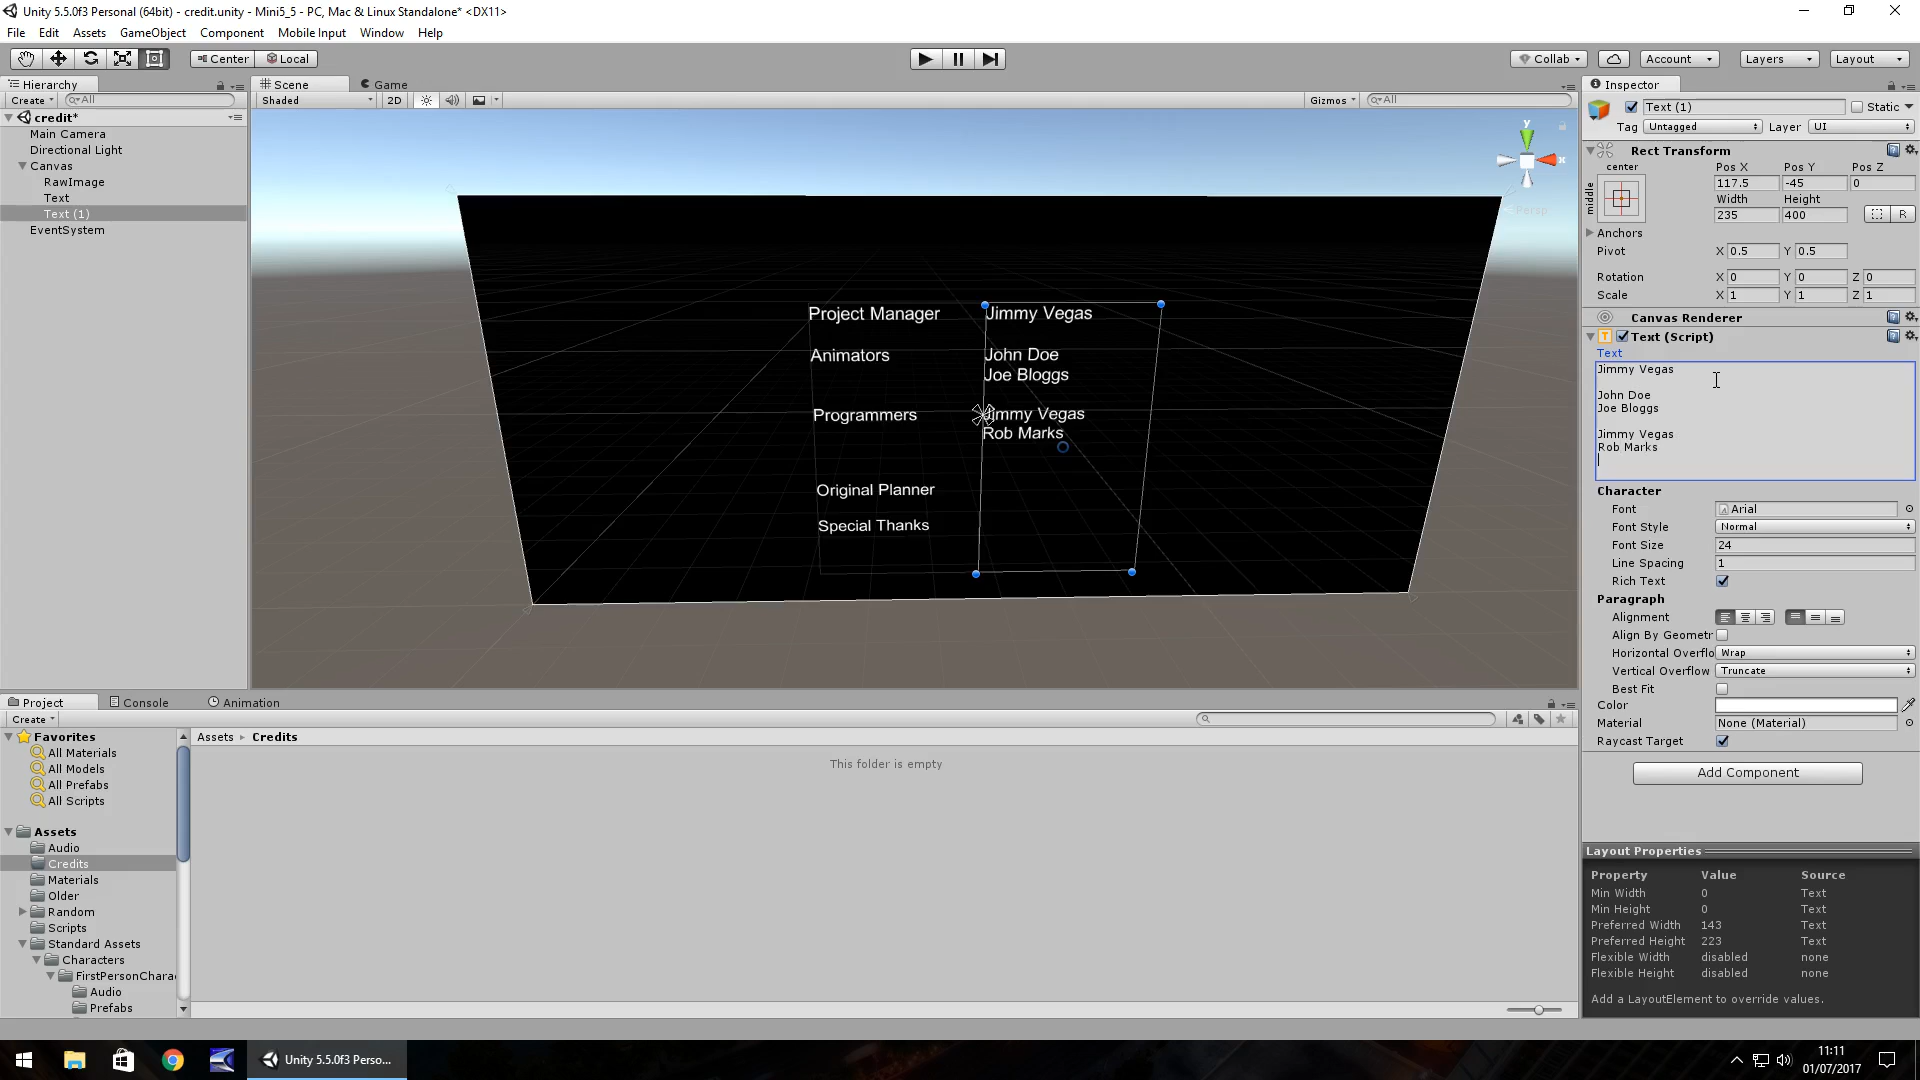 Unity 5.5.0f3 Personal (64bit) - credit.unity - Mini5_5 - PC, Mac & Linux Standalone* <DX11>
File Edit Assets GameObject Component Mobile Input Window Help
Center Local Collab Account Layers Layout
Hierarchy
Create All
credit*
Main Camera
Directional Light
Canvas
RawImage
Text
Text (1)
EventSystem
Scene Game
Shaded 2D Gizmos All
y
x
Persp
Project Manager Jimmy Vegas
Animators John Doe
Joe Bloggs
Programmers Jimmy Vegas
Rob Marks
Original Planner
Special Thanks
Inspector
Text (1) Static
Tag Untagged Layer UI
Rect Transform
center Pos X Pos Y Pos Z
middle 117.5 -45 0
Width Height
235 400 R
Anchors
Pivot X 0.5 Y 0.5
Rotation X 0 Y 0 Z 0
Scale X 1 Y 1 Z 1
Canvas Renderer
Text (Script)
Text
Jimmy Vegas
John Doe
Joe Bloggs
Jimmy Vegas
Rob Marks
Character
Font Arial
Font Style Normal
Font Size 24
Line Spacing 1
Rich Text
Paragraph
Alignment
Align By Geometr
Horizontal Overflo Wrap
Vertical Overflow Truncate
Best Fit
Color
Material None (Material)
Raycast Target
Add Component
Layout Properties
Property Value Source
Min Width 0 Text
Min Height 0 Text
Preferred Width 143 Text
Preferred Height 223 Text
Flexible Width disabled none
Flexible Height disabled none
Add a LayoutElement to override values.
Project Console Animation
Create
Favorites
All Materials
All Models
All Prefabs
All Scripts
Assets
Audio
Credits
Materials
Older
Random
Scripts
Standard Assets
Characters
FirstPersonChara
Audio
Prefabs
Assets Credits
This folder is empty
Unity 5.5.0f3 Perso...
11:11
01/07/2017